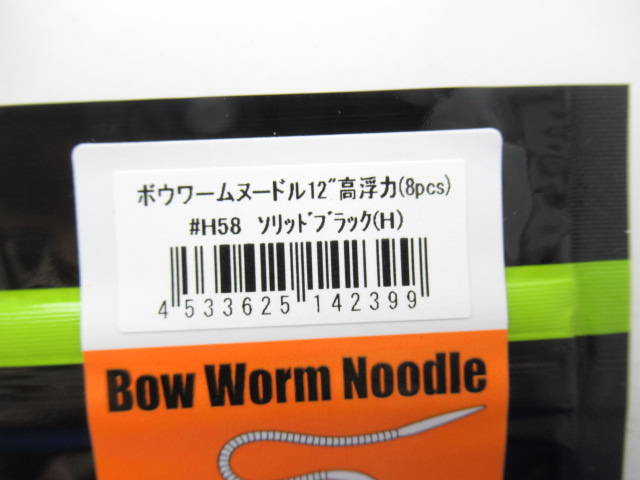 ボウワームヌードル12"高浮力(8pcs)
#H58 ｿﾘｯﾄﾞﾌﾞﾗｯｸ(H)
4 533625 142399
Bow Worm Noodle